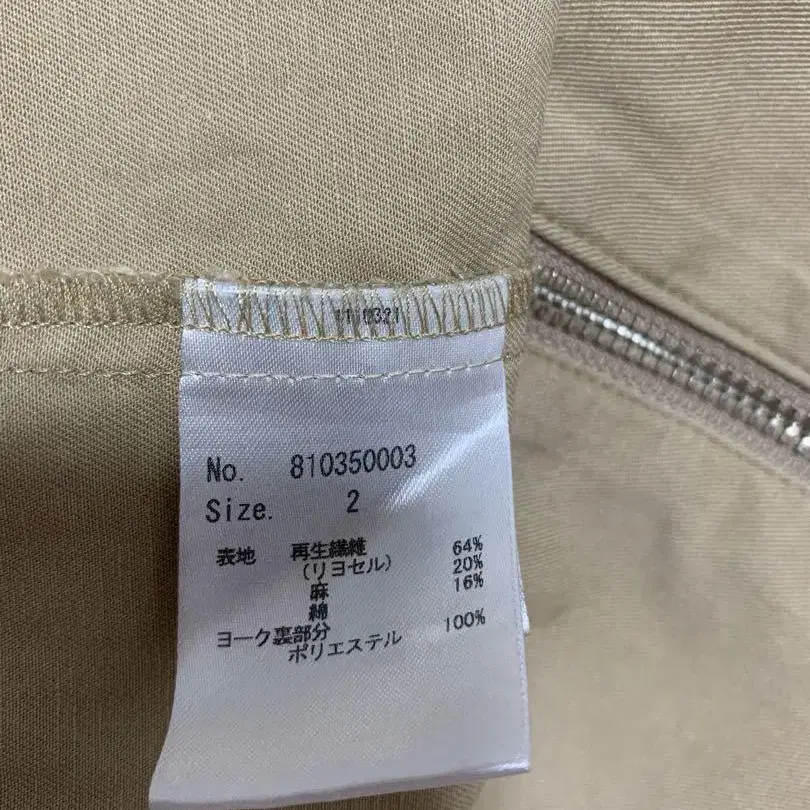 No. 810350003
Size. 2
表地 再生繊維 64%
(リヨセル) 20%
麻 16%
綿
ヨーク裏部分 100%
ポリエステル